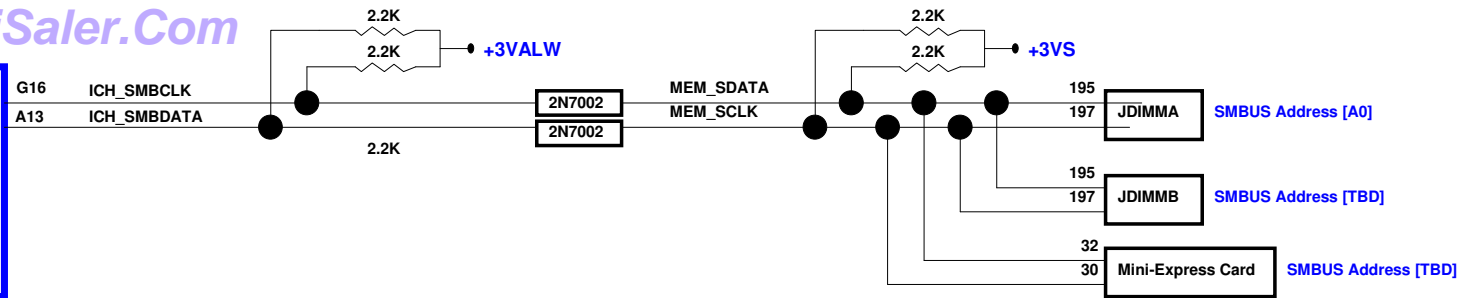 iSaler.Com
2.2K
2.2K
+3VALW
2.2K
2.2K
+3VS
G16 ICH_SMBCLK
A13 ICH_SMBDATA
2N7002
2N7002
2.2K
MEM_SDATA
MEM_SCLK
195
197
JDIMMA
SMBUS Address [A0]
195
197
JDIMMB
SMBUS Address [TBD]
32
30
Mini-Express Card
SMBUS Address [TBD]